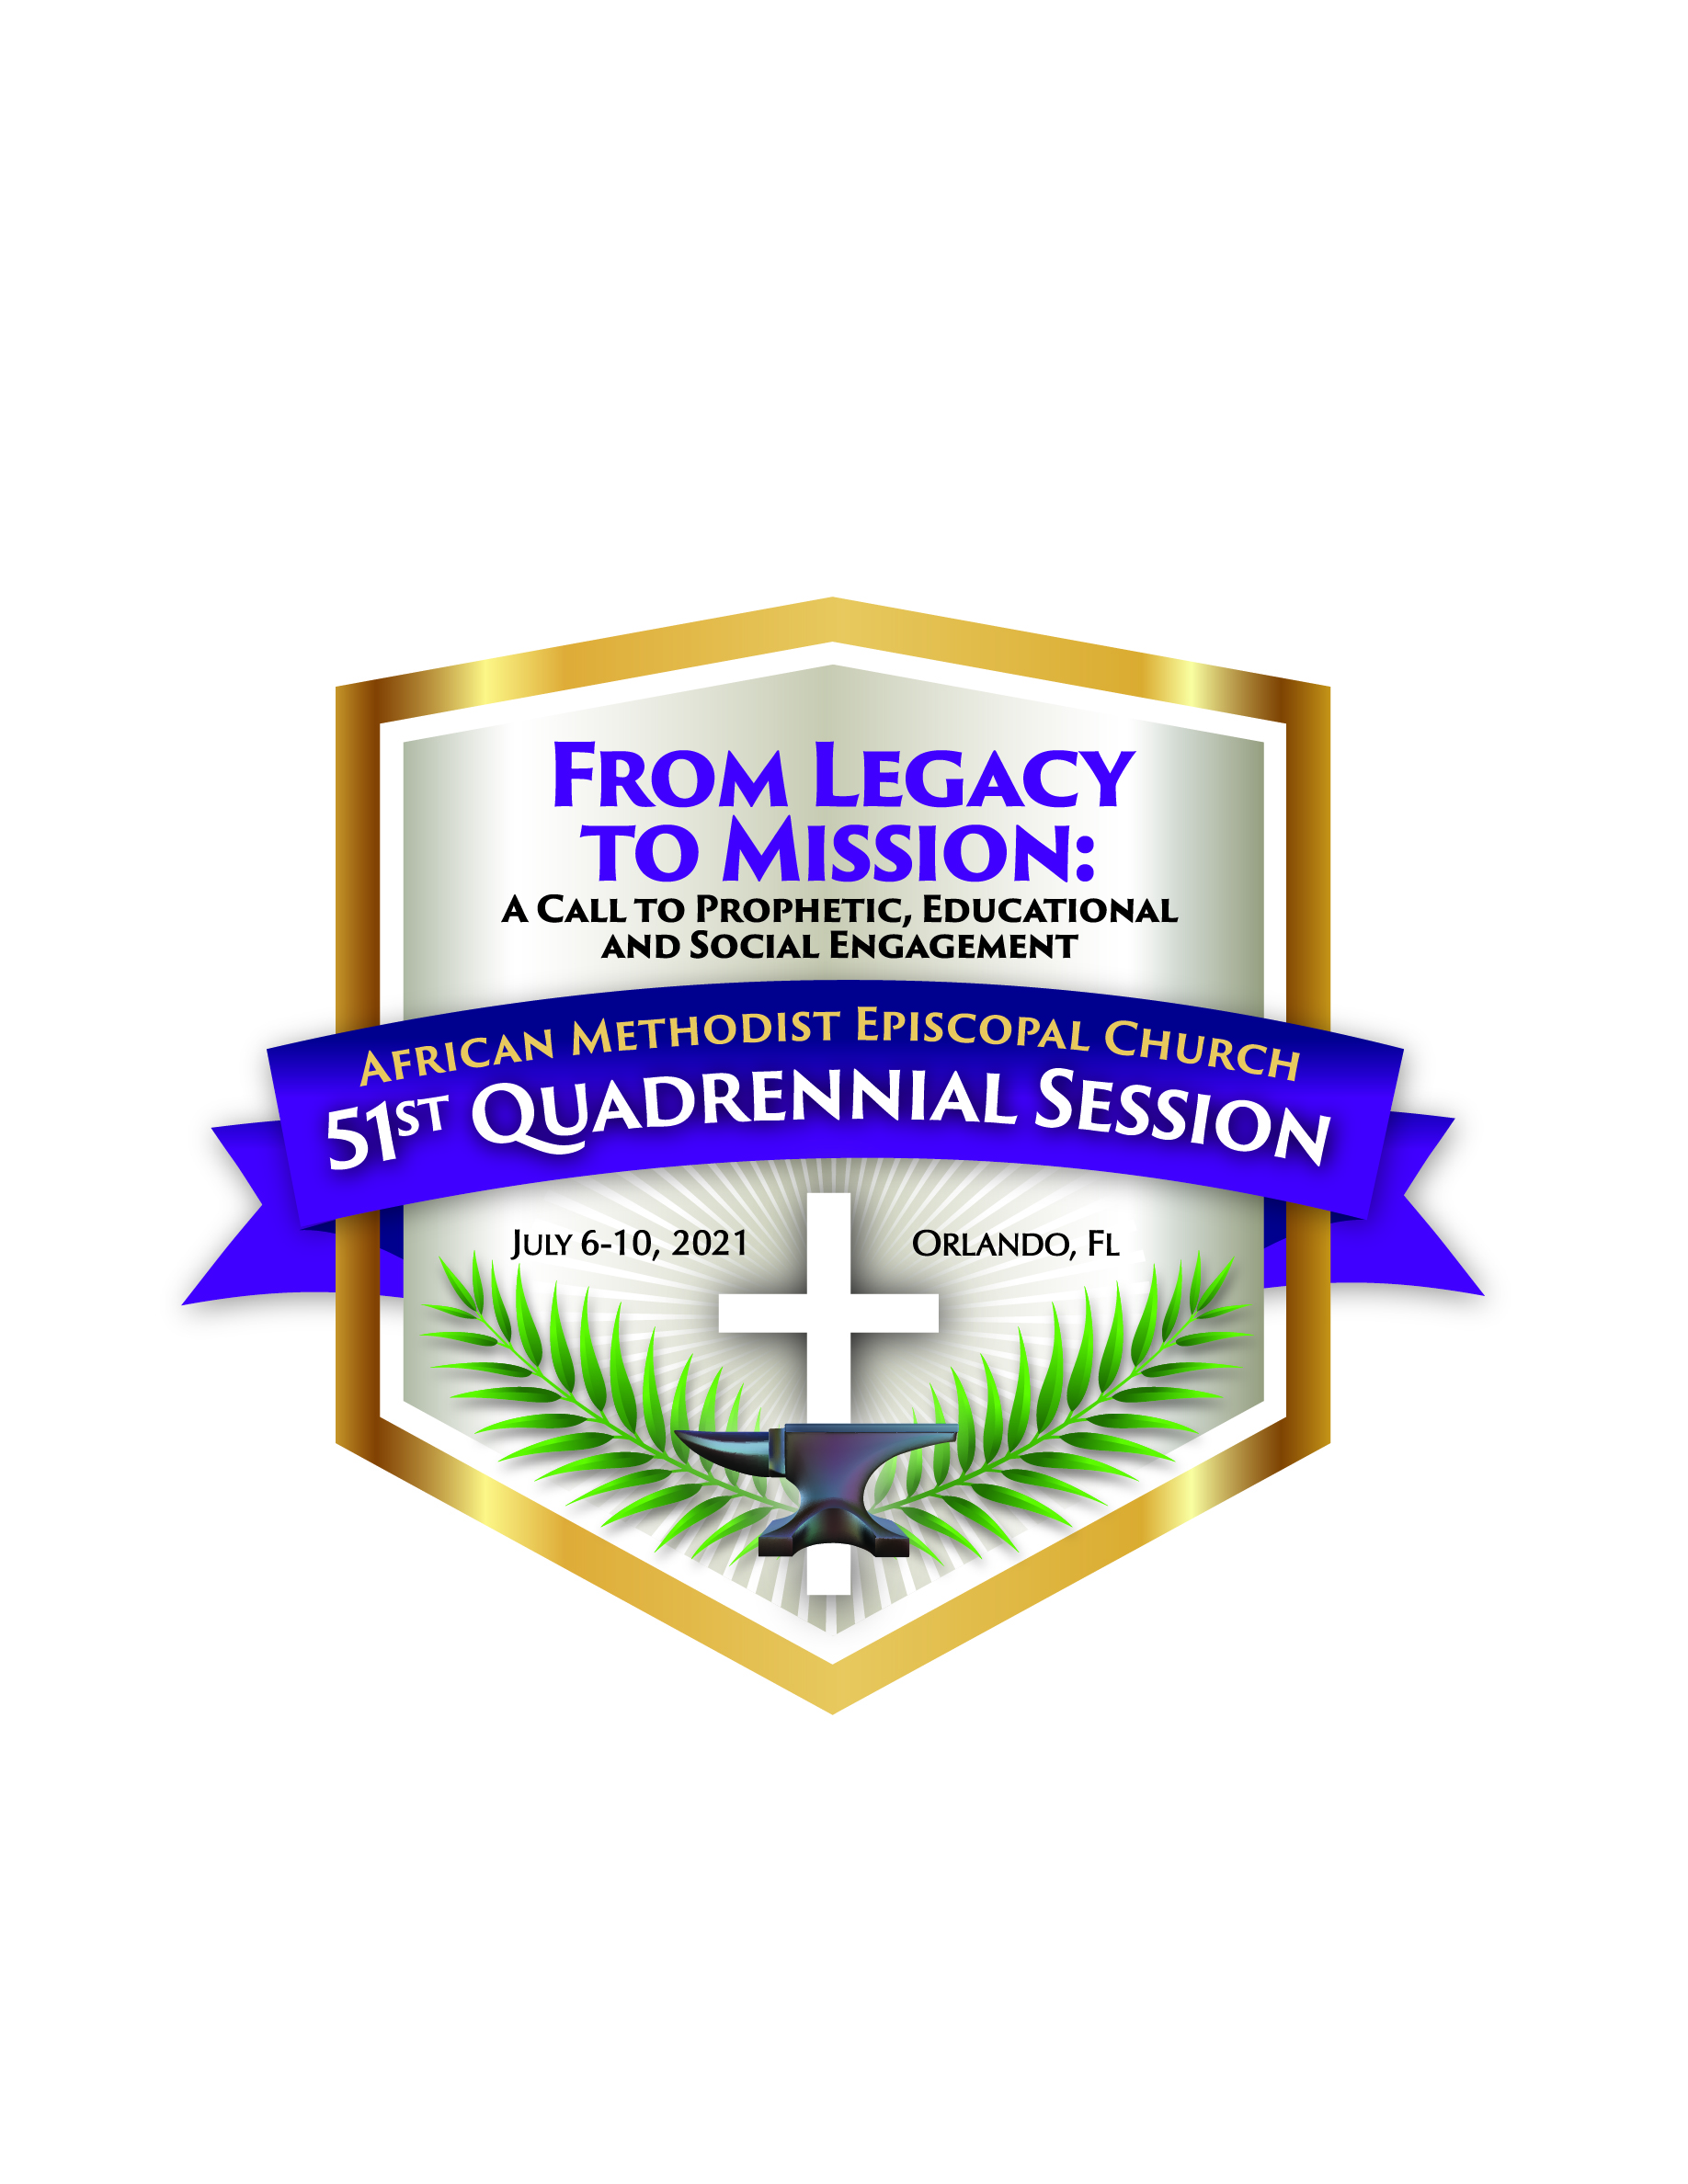 From Legacy
to Mission:
A Call to Prophetic, Educational
and Social Engagement
African Methodist Episcopal Church
51st Quadrennial Session
July 6-10, 2021
Orlando, FL